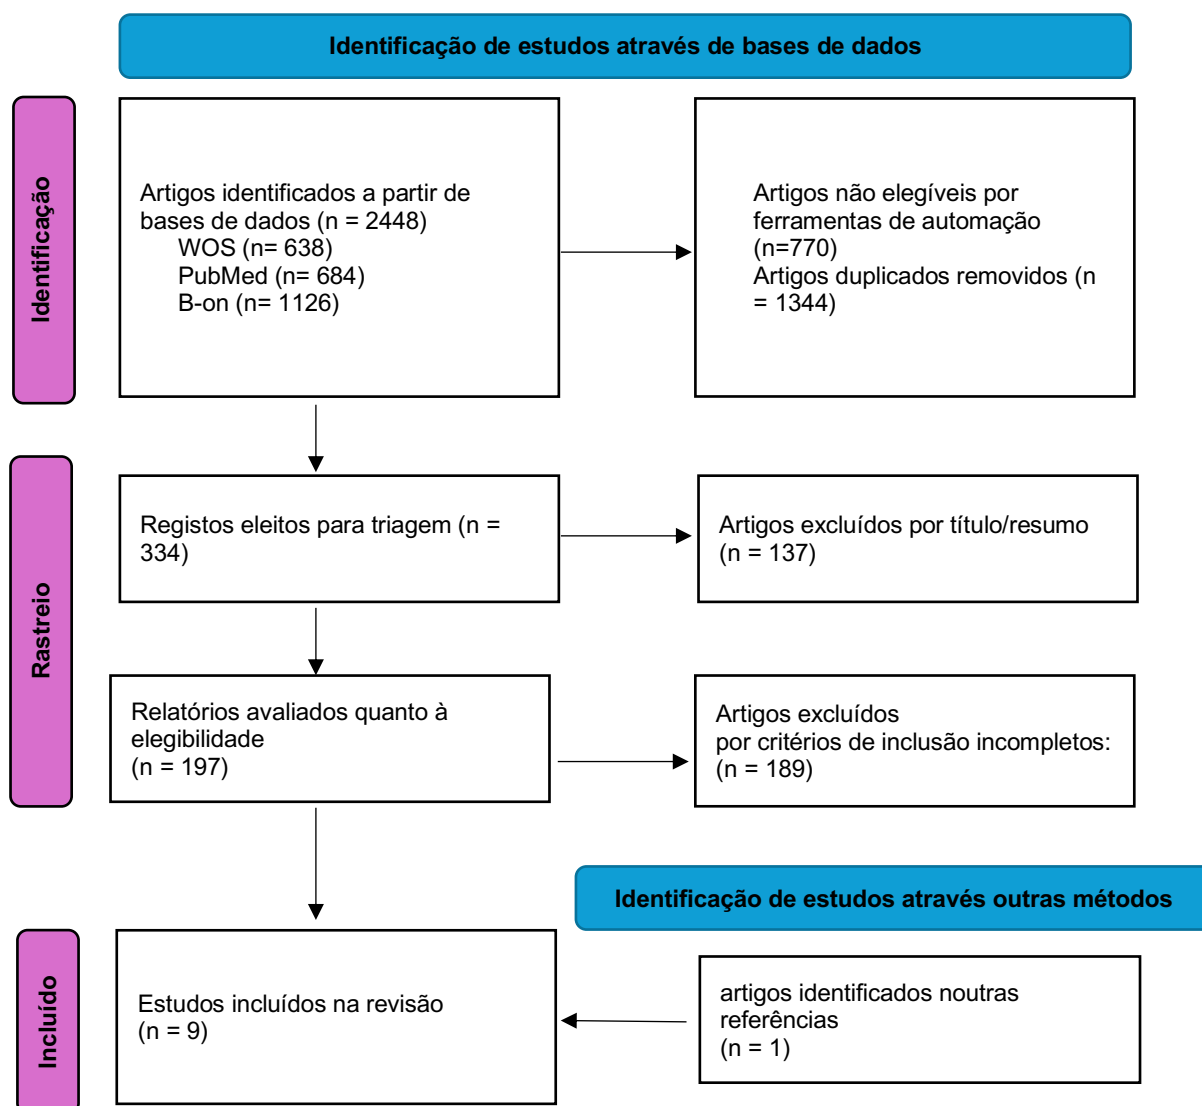 Identificação de estudos através de bases de dados
Identificação
Artigos identificados a partir de
bases de dados (n = 2448)
WOS (n= 638)
PubMed (n= 684)
B-on (n= 1126)
Artigos não elegíveis por
ferramentas de automação
(n=770)
Artigos duplicados removidos (n
= 1344)
Rastreio
Registos eleitos para triagem (n =
334)
Artigos excluídos por título/resumo
(n = 137)
Relatórios avaliados quanto à
elegibilidade
(n = 197)
Artigos excluídos
por critérios de inclusão incompletos:
(n = 189)
Identificação de estudos através outras métodos
Incluído
Estudos incluídos na revisão
(n = 9)
artigos identificados noutras
referências
(n = 1)